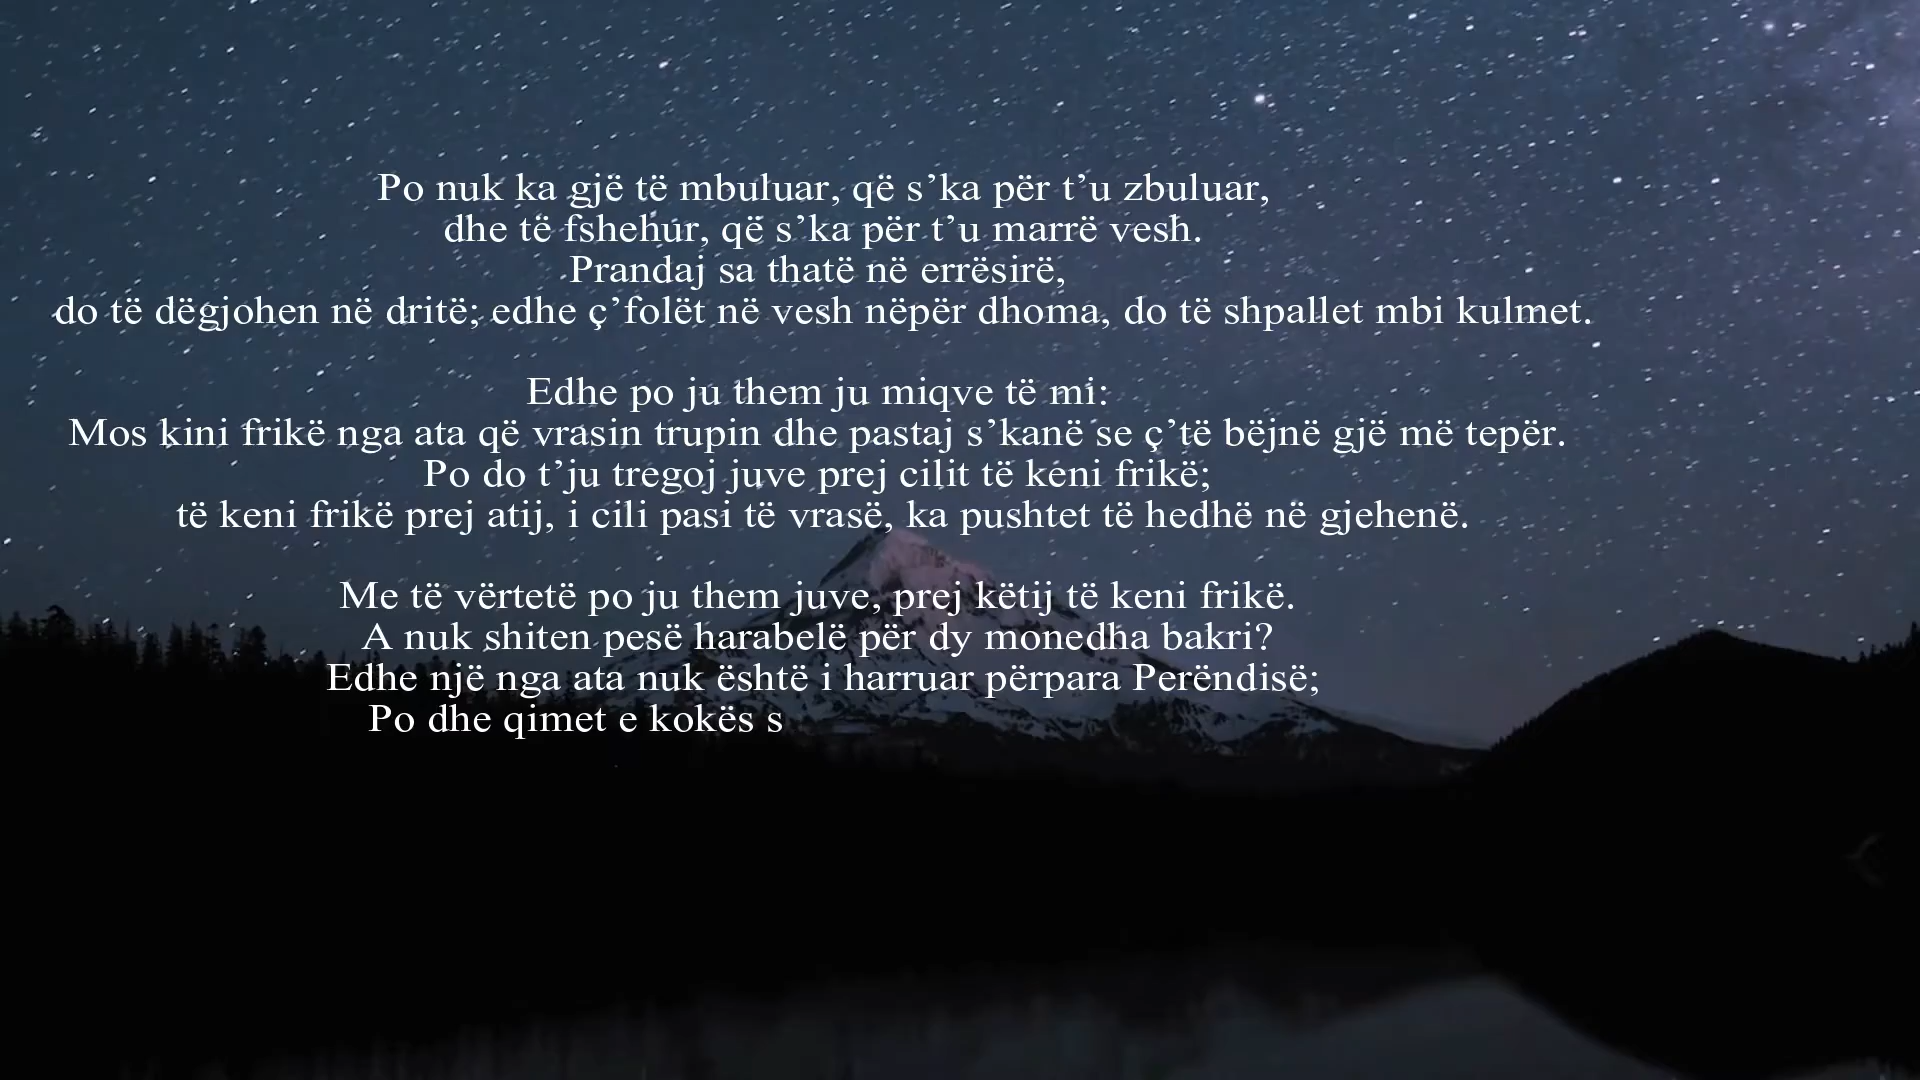 Po nuk ka gjë të mbuluar, që s’ka për t’u zbuluar,
dhe të fshehur, që s’ka për t’u marrë vesh.
Prandaj sa thatë në errësirë,
do të dëgjohen në dritë; edhe ç’folët në vesh nëpër dhoma, do të shpallet mbi kulmet.
Edhe po ju them ju miqve të mi:
Mos kini frikë nga ata që vrasin trupin dhe pastaj s’kanë se ç’të bëjnë gjë më tepër.
Po do t’ju tregoj juve prej cilit të keni frikë;
të keni frikë prej atij, i cili pasi të vrasë, ka pushtet të hedhë në gjehenë.
Me të vërtetë po ju them juve, prej këtij të keni frikë.
A nuk shiten pesë harabelë për dy monedha bakri?
Edhe një nga ata nuk është i harruar përpara Perëndisë;
Po dhe qimet e kokës s